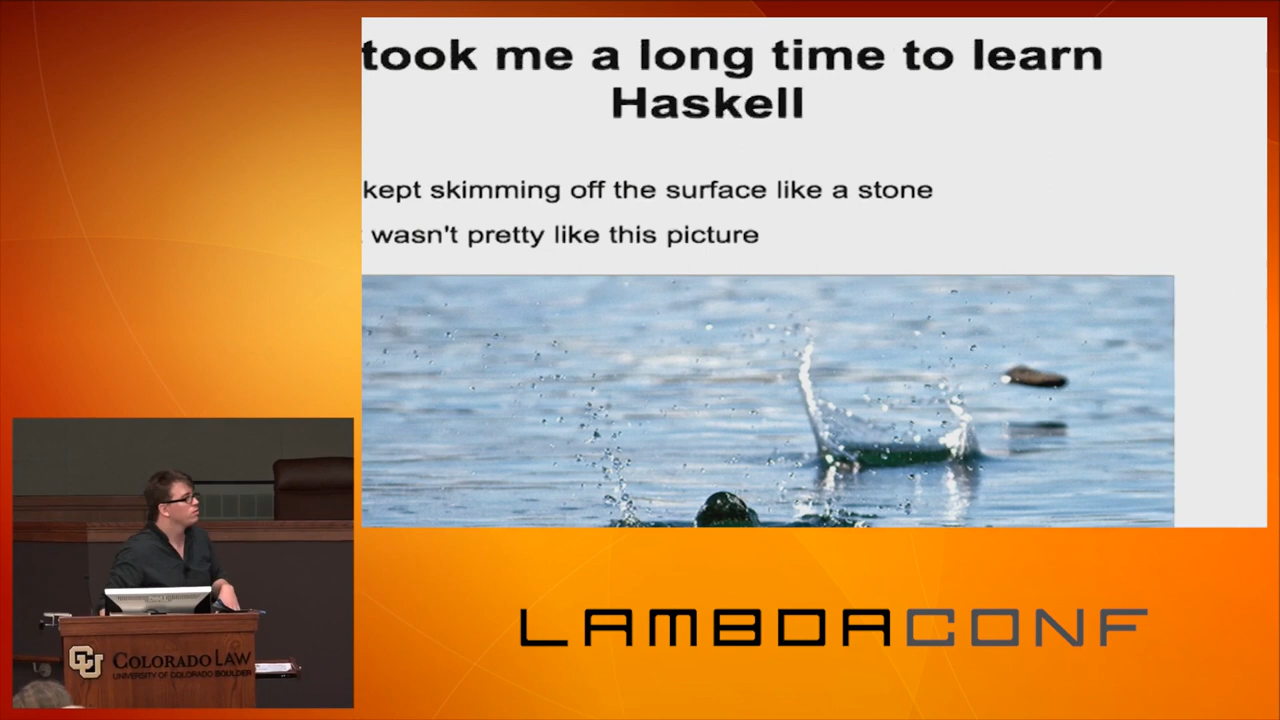 took me a long time to learn
Haskell
kept skimming off the surface like a stone
wasn't pretty like this picture
LAMBDACONF
CU COLORADO LAW
UNIVERSITY OF COLORADO BOULDER